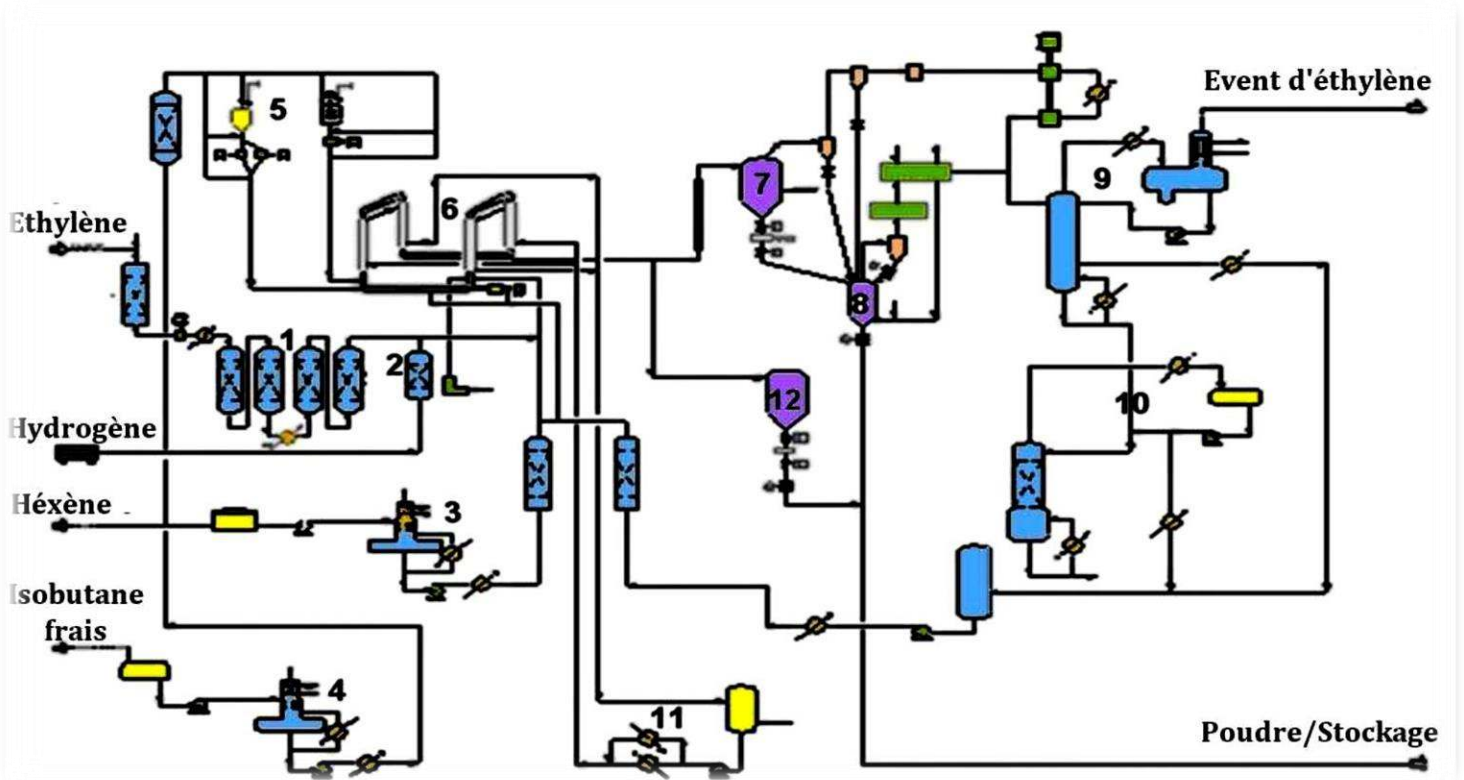 Event d'éthylène
5
7
6
9
Ethylène
8
1
2
12
10
Hydrogène
Héxène
3
Isobutane
frais
4
11
Poudre/Stockage